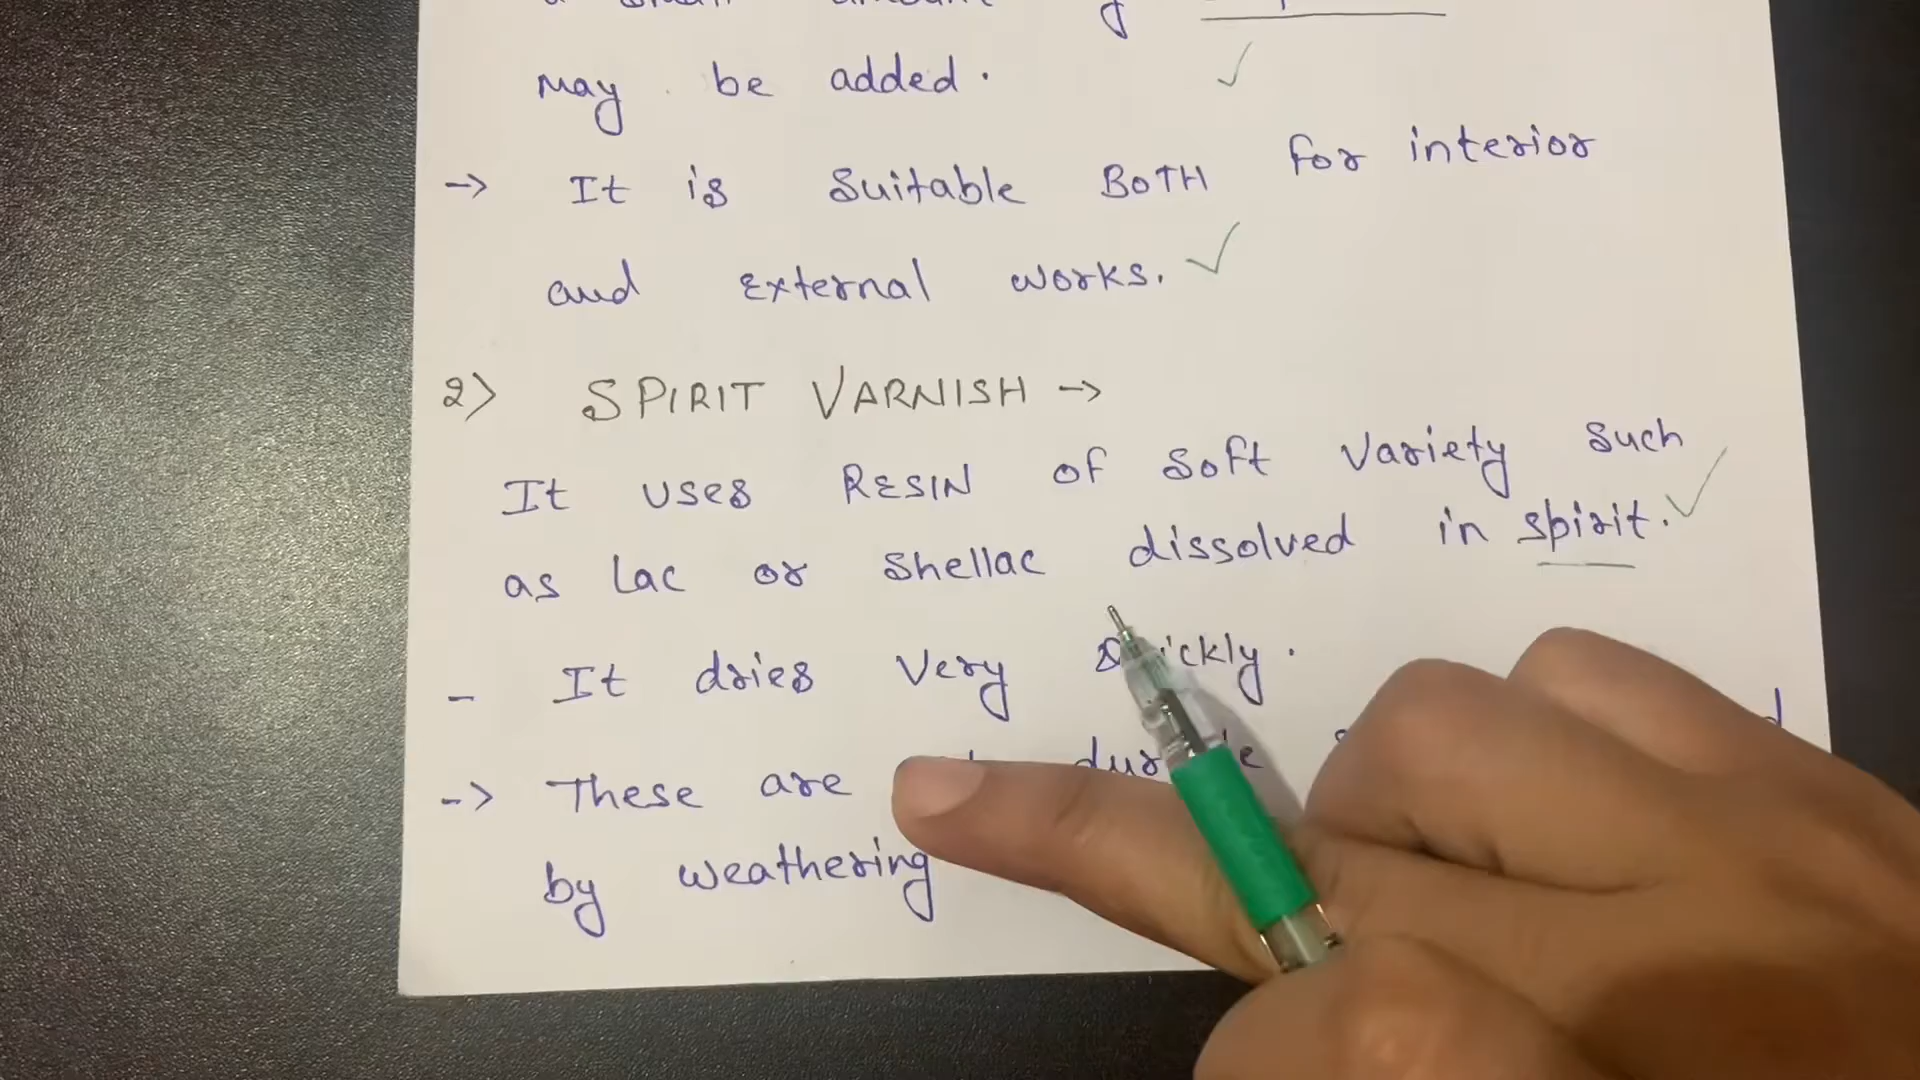 may be added.
-> It is Suitable BOTH for interior
and External works.
2) SPIRIT VARNISH ->
It uses RESIN of soft variety such
as Lac or Shellac dissolved in spirit.
- It dries very quickly.
-> These are
by weathering